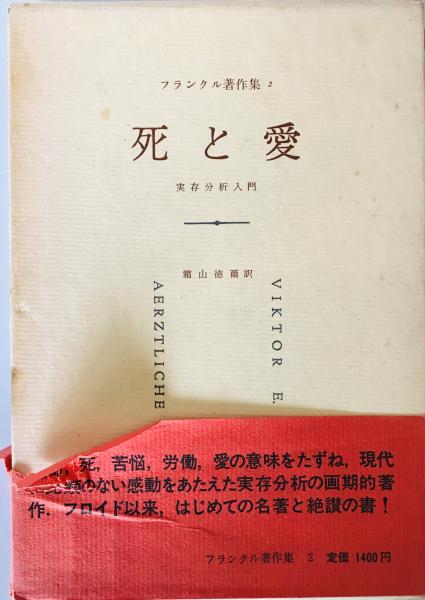 フランクル著作集 2
死と愛
実存分析入門
霜山徳爾訳
VIKTOR E.
AERZTLICHE
死, 苦悩, 労働, 愛の意味をたずね, 現代
のない感動をあたえた実存分析の画期的著
作. フロイド以来, はじめての名著と絶讃の書!
フランクル著作集 2 定価 1400円